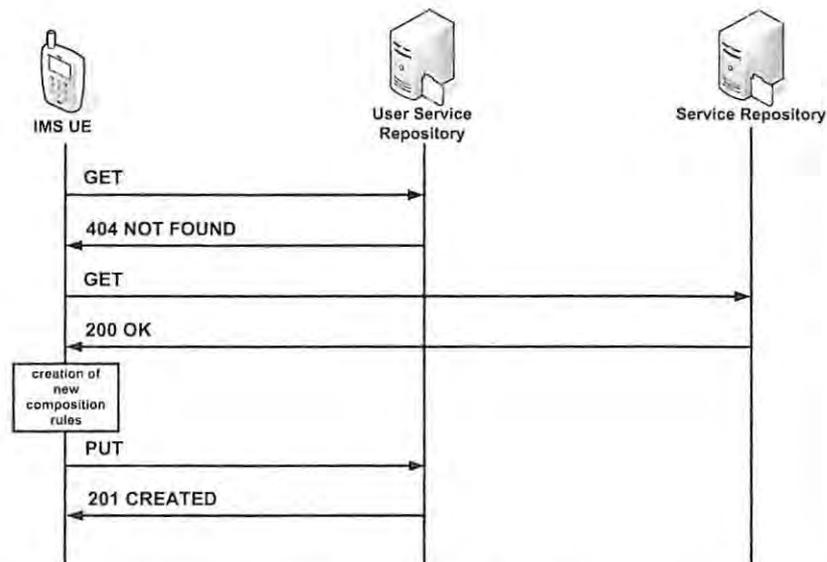 IMS UE
User Service
Repository
Service Repository
GET
404 NOT FOUND
GET
200 OK
creation of
new
composition
rules
PUT
201 CREATED